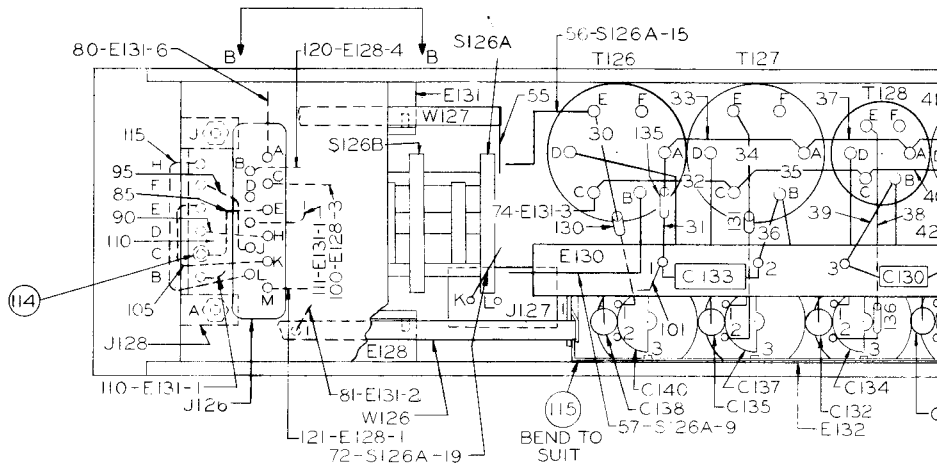 80-E131-6
B
B
120-E128-4
S126A
56-S126A-15
T126
T127
E131
W127
55
S126B
33
37
T128
41
115
J
H
95
F
85
E
90
D
110
C
114
B
105
A
J128
A
B
C
D
E
F
H
J
K
L
M
111-E131-1
100-E128-3
74-E131-3
K
L
J127
E
F
30
135
D
A
32
C
B
130
31
E
F
34
D
A
35
C
B
131
36
E
F
D
A
C
B
40
39
38
42
E130
1
C133
2
3
C130
101
136
2
3
2
3
2
3
110-E131-1
J126
E128
81-E131-2
W126
121-E128-1
72-S126A-19
115
BEND TO
SUIT
C140
C138
57-S126A-9
C137
C135
C134
C132
E132
C